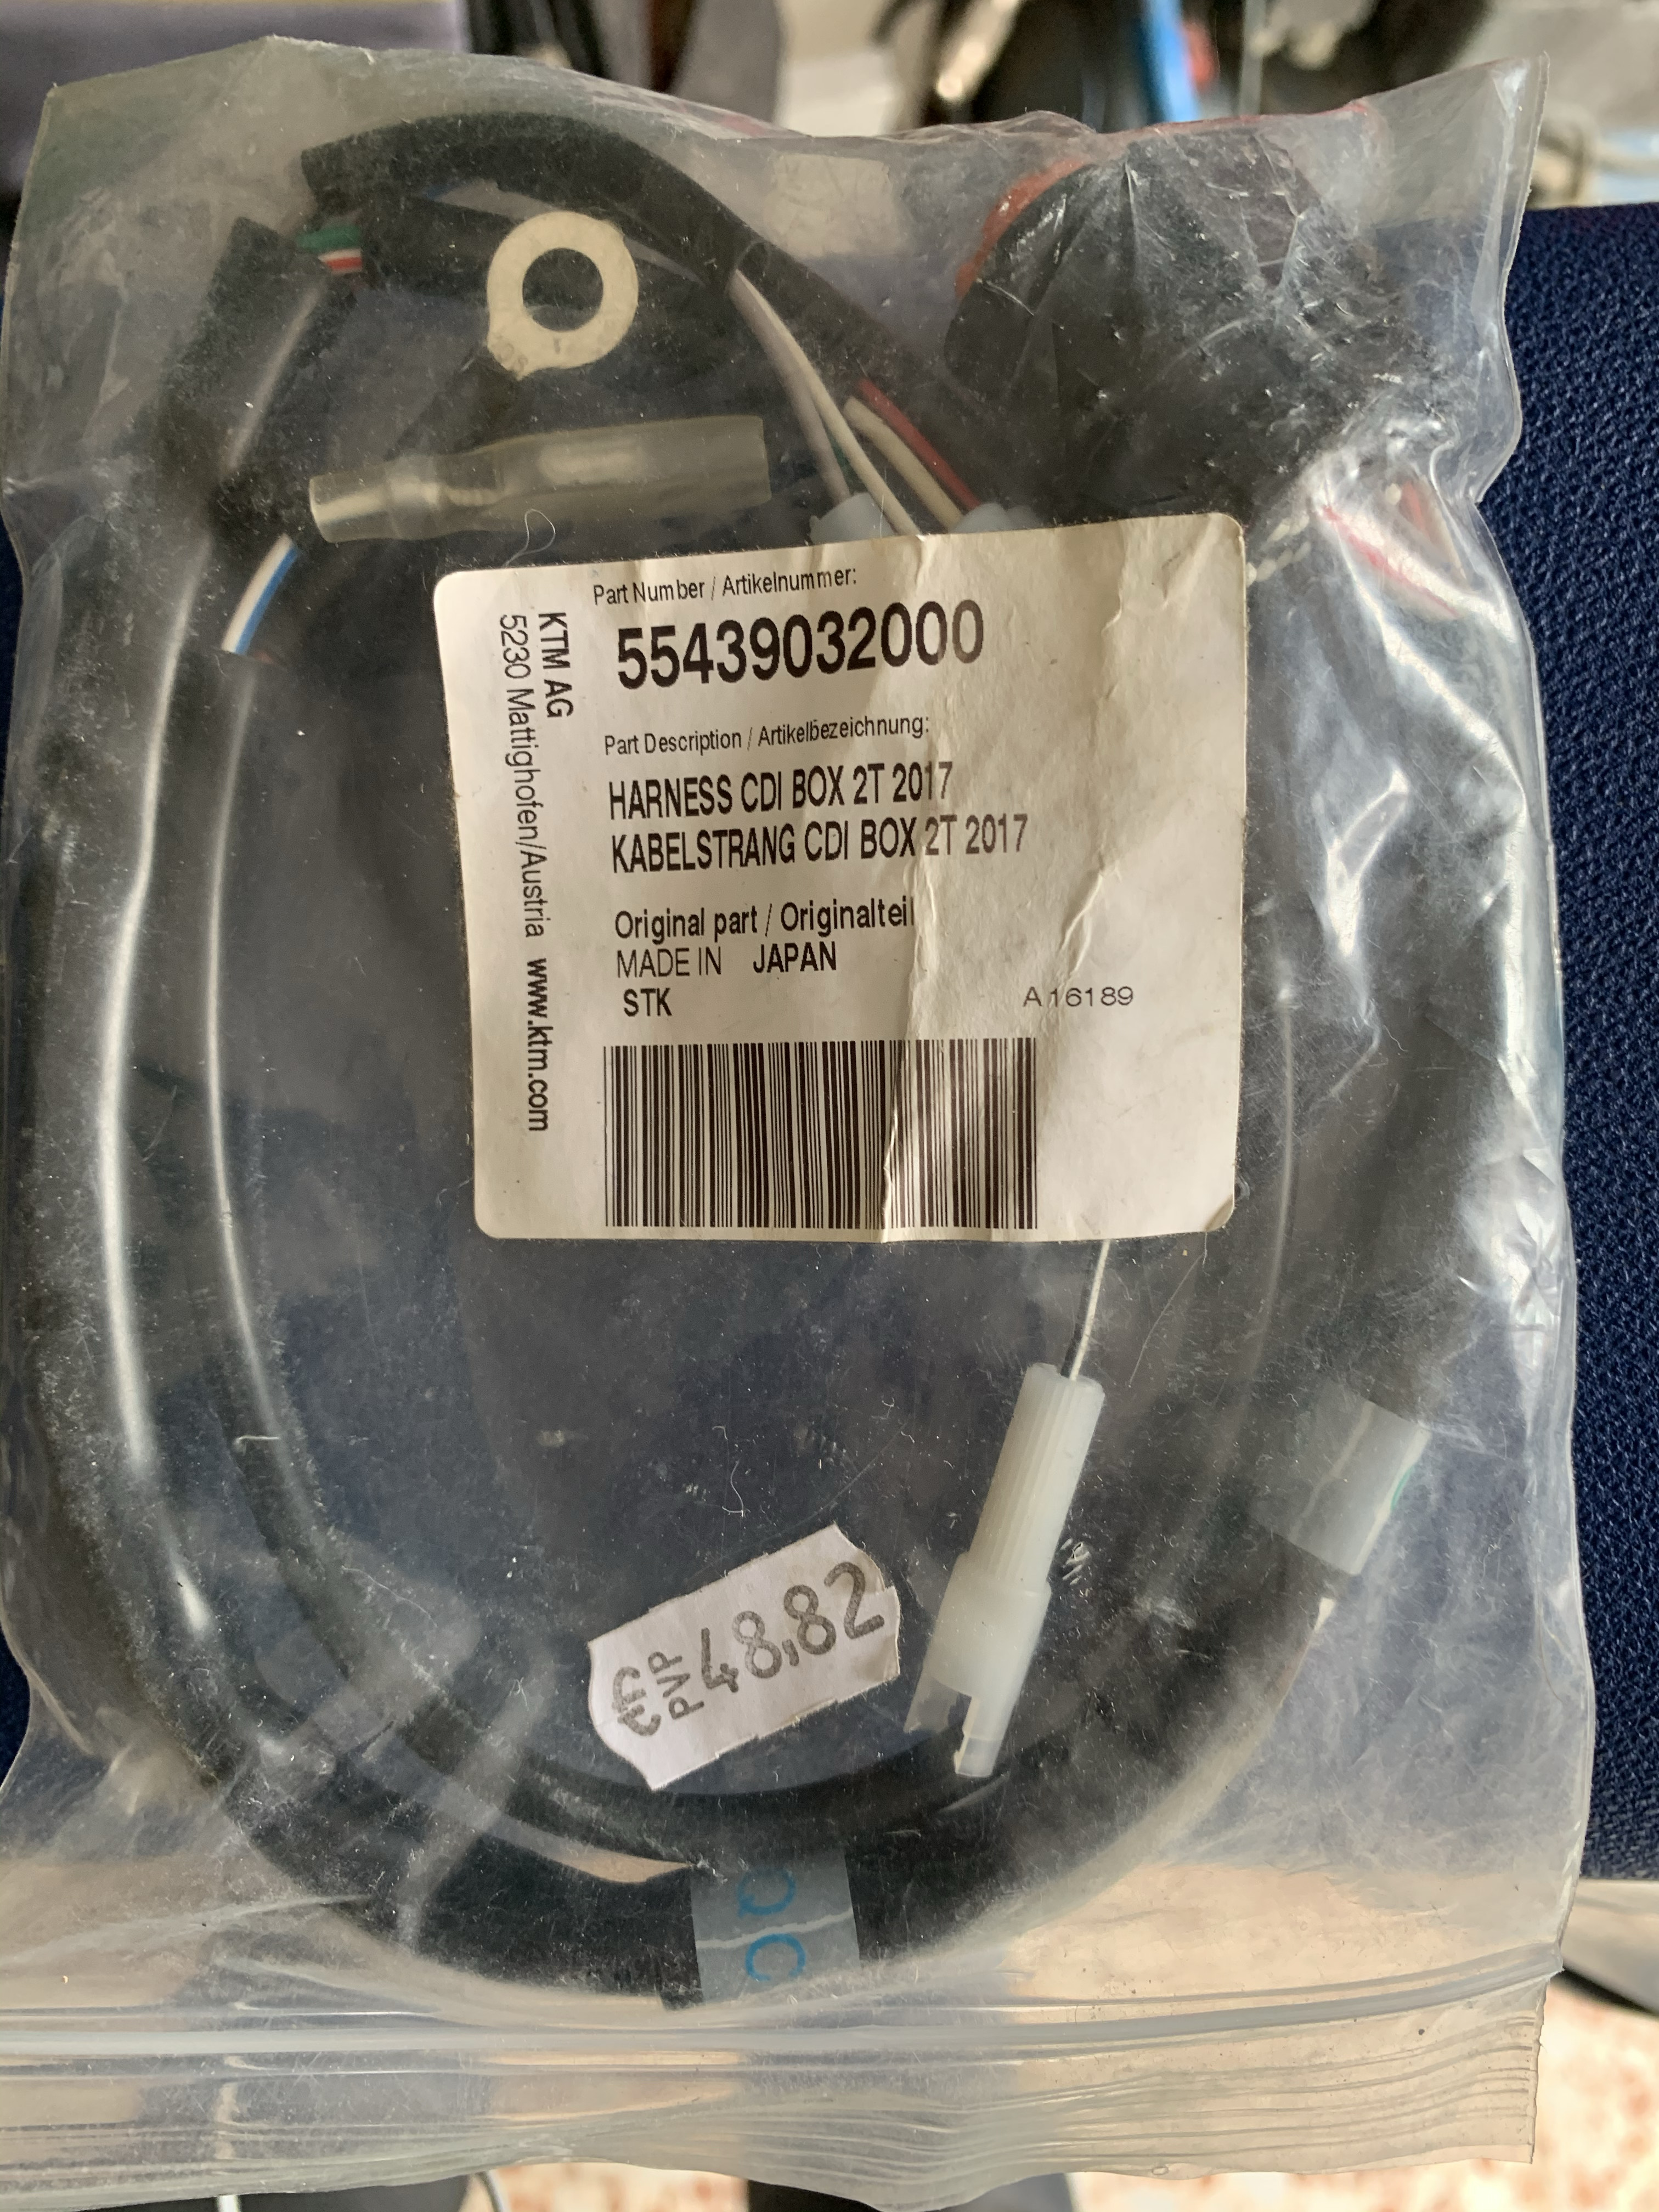 Part Number / Artikelnummer:
55439032000
Part Description / Artikelbezeichnung:
HARNESS CDI BOX 2T 2017
KABELSTRANG CDI BOX 2T 2017
Original part / Originalteil
MADE IN JAPAN
STK
A16189
KTM AG
5230 Mattighofen/Austria www.ktm.com
€ PVP 48,82
QC